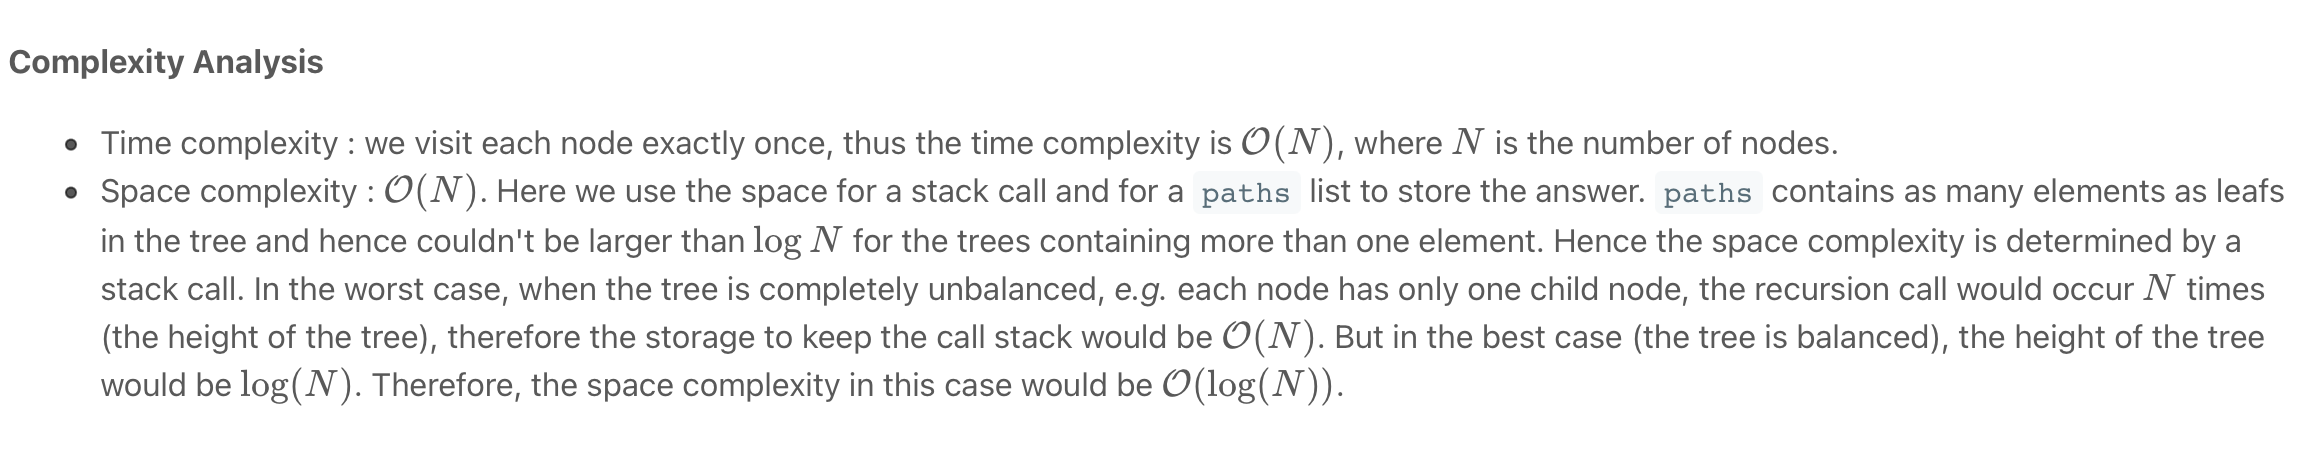 Complexity Analysis
• Time complexity : we visit each node exactly once, thus the time complexity is 𝒪(N), where N is the number of nodes.
• Space complexity : 𝒪(N). Here we use the space for a stack call and for a paths list to store the answer. paths contains as many elements as leafs
in the tree and hence couldn't be larger than log N for the trees containing more than one element. Hence the space complexity is determined by a
stack call. In the worst case, when the tree is completely unbalanced, e.g. each node has only one child node, the recursion call would occur N times
(the height of the tree), therefore the storage to keep the call stack would be 𝒪(N). But in the best case (the tree is balanced), the height of the tree
would be log(N). Therefore, the space complexity in this case would be 𝒪(log(N)).